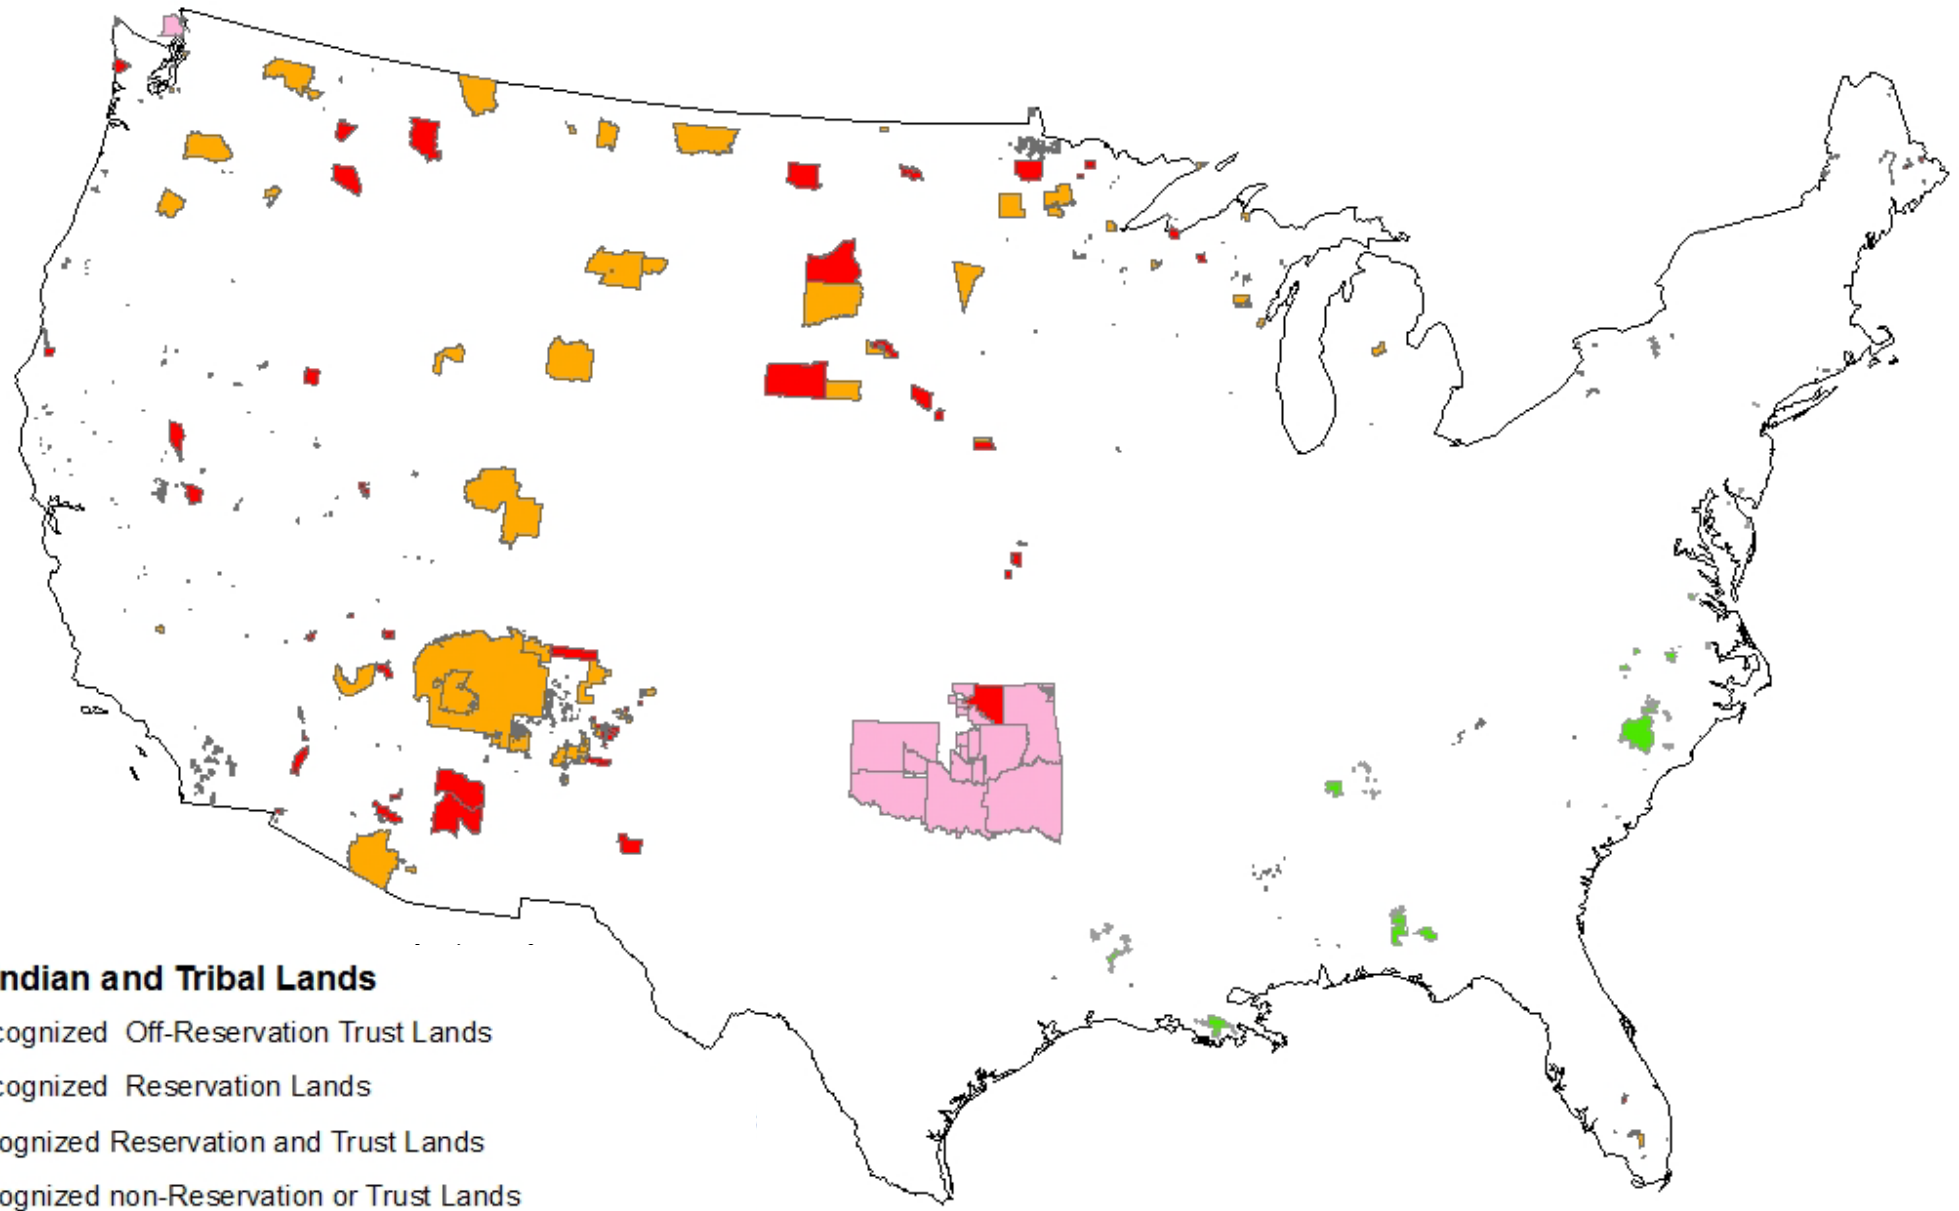 ndian and Tribal Lands
cognized Off-Reservation Trust Lands
cognized Reservation Lands
ognized Reservation and Trust Lands
ognized non-Reservation or Trust Lands